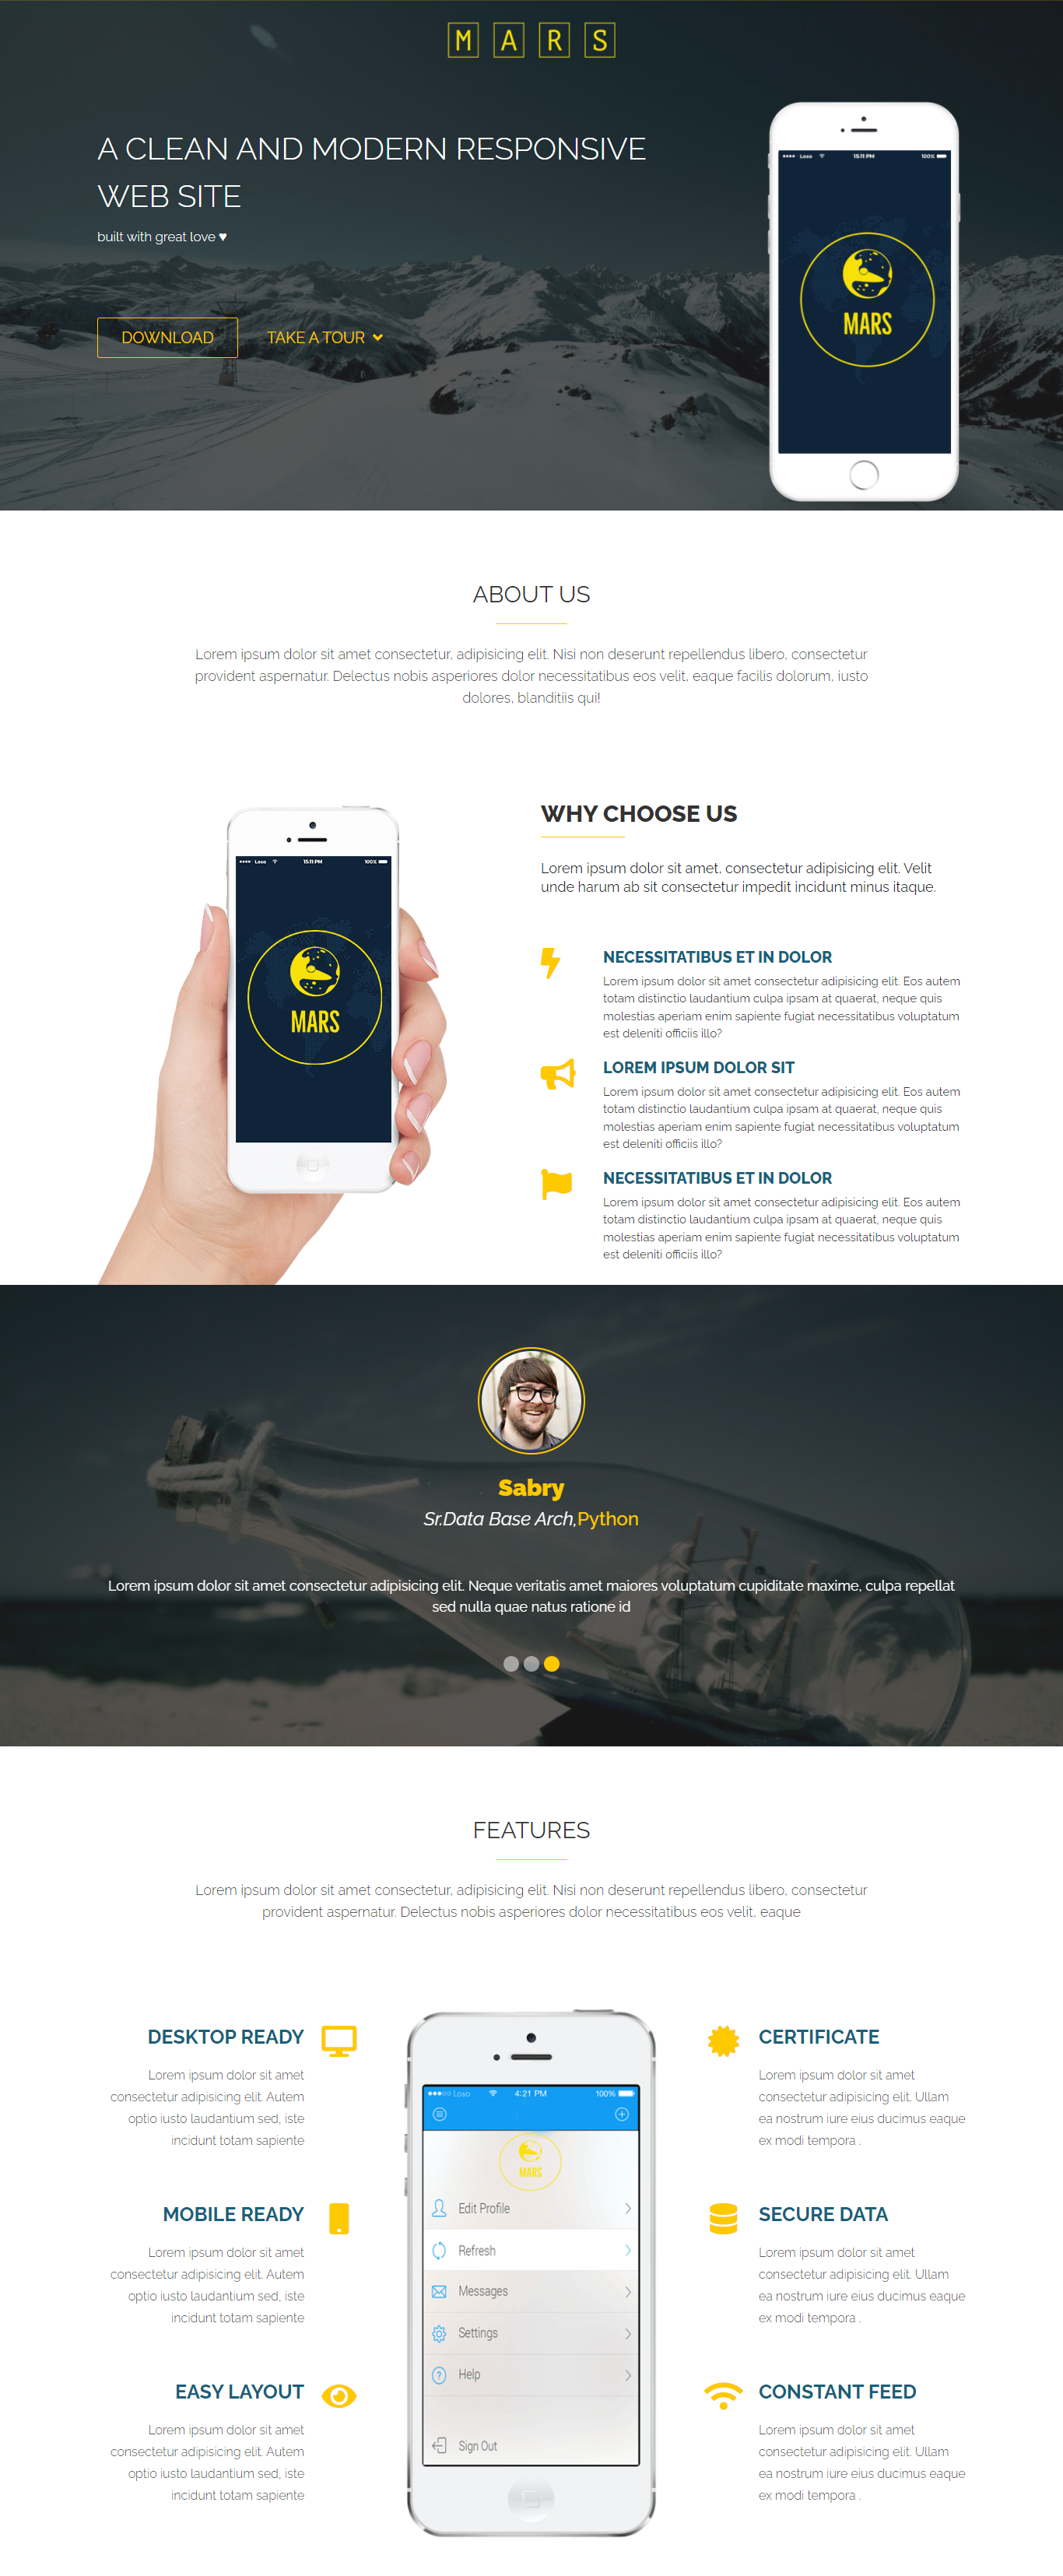 M A R S
A CLEAN AND MODERN RESPONSIVE
WEB SITE
built with great love ♥
DOWNLOAD
TAKE A TOUR
Loso 15:11 PM 100%
MARS
ABOUT US
Lorem ipsum dolor sit amet consectetur, adipisicing elit. Nisi non deserunt repellendus libero, consectetur
provident aspernatur. Delectus nobis asperiores dolor necessitatibus eos velit, eaque facilis dolorum, iusto
dolores, blanditiis qui!
Loso 15:11 PM 100%
MARS
WHY CHOOSE US
Lorem ipsum dolor sit amet, consectetur adipisicing elit. Velit
unde harum ab sit consectetur impedit incidunt minus itaque.
NECESSITATIBUS ET IN DOLOR
Lorem ipsum dolor sit amet consectetur adipisicing elit. Eos autem
totam distinctio laudantium culpa ipsam at quaerat, neque quis
molestias aperiam enim sapiente fugiat necessitatibus voluptatum
est deleniti officiis illo?
LOREM IPSUM DOLOR SIT
Lorem ipsum dolor sit amet consectetur adipisicing elit. Eos autem
totam distinctio laudantium culpa ipsam at quaerat, neque quis
molestias aperiam enim sapiente fugiat necessitatibus voluptatum
est deleniti officiis illo?
NECESSITATIBUS ET IN DOLOR
Lorem ipsum dolor sit amet consectetur adipisicing elit. Eos autem
totam distinctio laudantium culpa ipsam at quaerat, neque quis
molestias aperiam enim sapiente fugiat necessitatibus voluptatum
est deleniti officiis illo?
Sabry
Sr.Data Base Arch,Python
Lorem ipsum dolor sit amet consectetur adipisicing elit. Neque veritatis amet maiores voluptatum cupiditate maxime, culpa repellat
sed nulla quae natus ratione id
FEATURES
Lorem ipsum dolor sit amet consectetur, adipisicing elit. Nisi non deserunt repellendus libero, consectetur
provident aspernatur. Delectus nobis asperiores dolor necessitatibus eos velit, eaque
DESKTOP READY
Lorem ipsum dolor sit amet
consectetur adipisicing elit. Autem
optio iusto laudantium sed, iste
incidunt totam sapiente
MOBILE READY
Lorem ipsum dolor sit amet
consectetur adipisicing elit. Autem
optio iusto laudantium sed, iste
incidunt totam sapiente
EASY LAYOUT
Lorem ipsum dolor sit amet
consectetur adipisicing elit. Autem
optio iusto laudantium sed, iste
incidunt totam sapiente
Loso 4:21 PM 100%
MARS
Edit Profile
Refresh
Messages
Settings
Help
Sign Out
CERTIFICATE
Lorem ipsum dolor sit amet
consectetur adipisicing elit. Ullam
ea nostrum iure eius ducimus eaque
ex modi tempora .
SECURE DATA
Lorem ipsum dolor sit amet
consectetur adipisicing elit. Ullam
ea nostrum iure eius ducimus eaque
ex modi tempora .
CONSTANT FEED
Lorem ipsum dolor sit amet
consectetur adipisicing elit. Ullam
ea nostrum iure eius ducimus eaque
ex modi tempora .